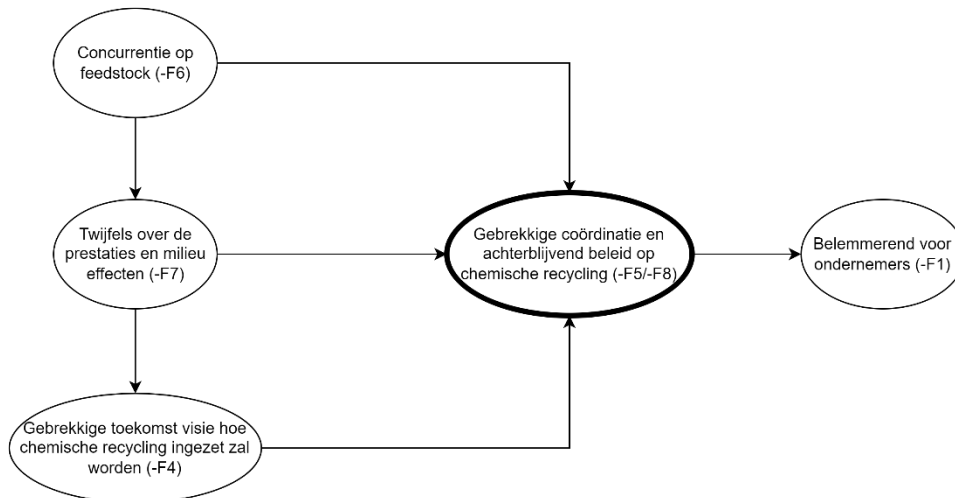 Concurrentie op
feedstock (-F6)
Twijfels over de
prestaties en milieu
effecten (-F7)
Gebrekkige coördinatie en
achterblijvend beleid op
chemische recycling (-F5/-F8)
Belemmerend voor
ondernemers (-F1)
Gebrekkige toekomst visie hoe
chemische recycling ingezet zal
worden (-F4)